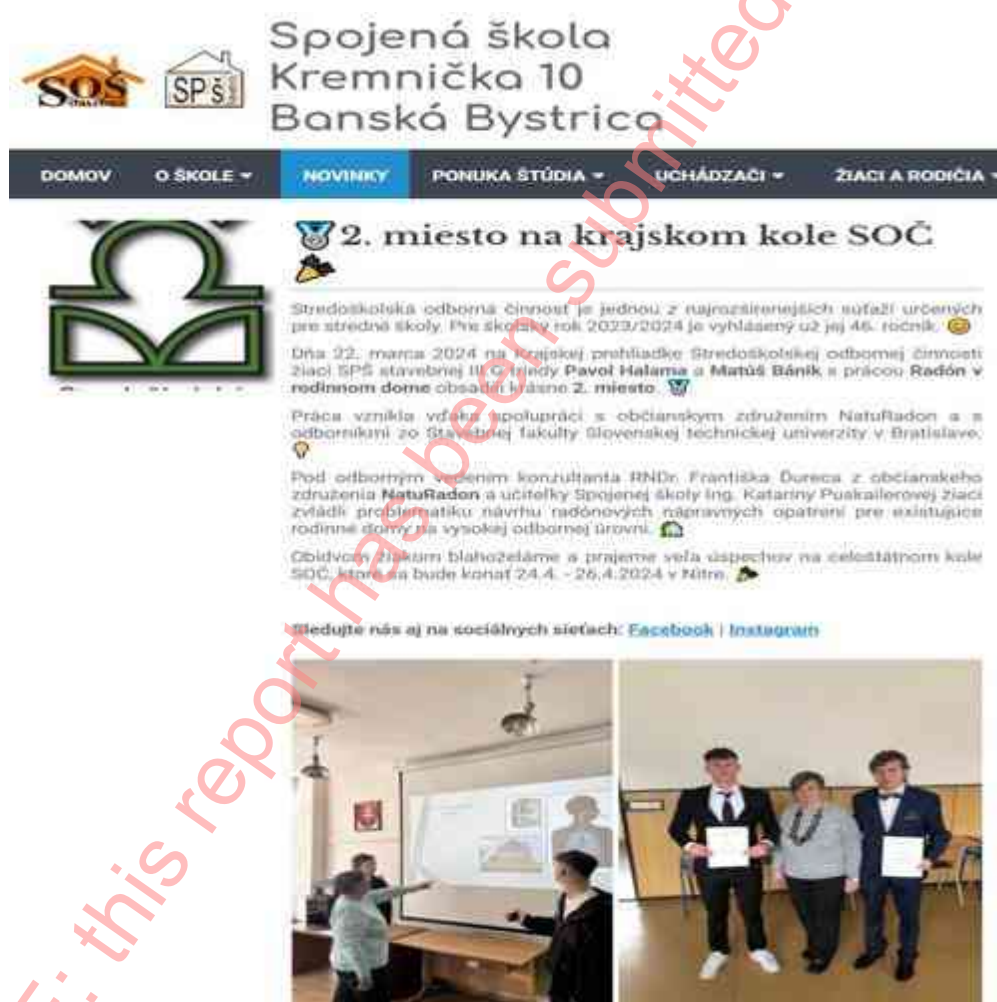 Spojená škola
Kremnička 10
Banská Bystrica
SOŠ
SPŠ
DOMOV O ŠKOLE NOVINKY PONUKA ŠTÚDIA UCHÁDZAČI ŽIACI A RODIČIA
2. miesto na krajskom kole SOČ
Stredoškolská odborná činnosť je jednou z najrozšírenejších súťaží určených
pre stredné školy. Pre školský rok 2023/2024 je vyhlásený už jej 46. ročník.
Dňa 22. marca 2024 na Krajskej prehliadke Stredoškolskej odbornej činnosti
žiaci SPŠ stavebnej III.G triedy Pavol Halama a Matúš Bánik s prácou Radón v
rodinnom dome obsadili krásne 2. miesto.
Práca vznikla vďaka spolupráci s občianskym združením NatuRadon a s
odborníkmi zo Stavebnej fakulty Slovenskej technickej univerzity v Bratislave.
Pod odborným vedením konzultanta RNDr. Františka Ďureca z občianskeho
združenia NatuRadon a učiteľky Spojenej školy Ing. Kataríny Puskailerovej žiaci
zvládli problematiku návrhu radónových nápravných opatrení pre existujúce
rodinné domy na vysokej odbornej úrovni.
Obidvom žiakom blahoželáme a prajeme veľa úspechov na celoštátnom kole
SOČ, ktoré sa bude konať 24.4. - 26.4.2024 v Nitre.
Sledujte nás aj na sociálnych sieťach: Facebook | Instagram
: this report has been submitted